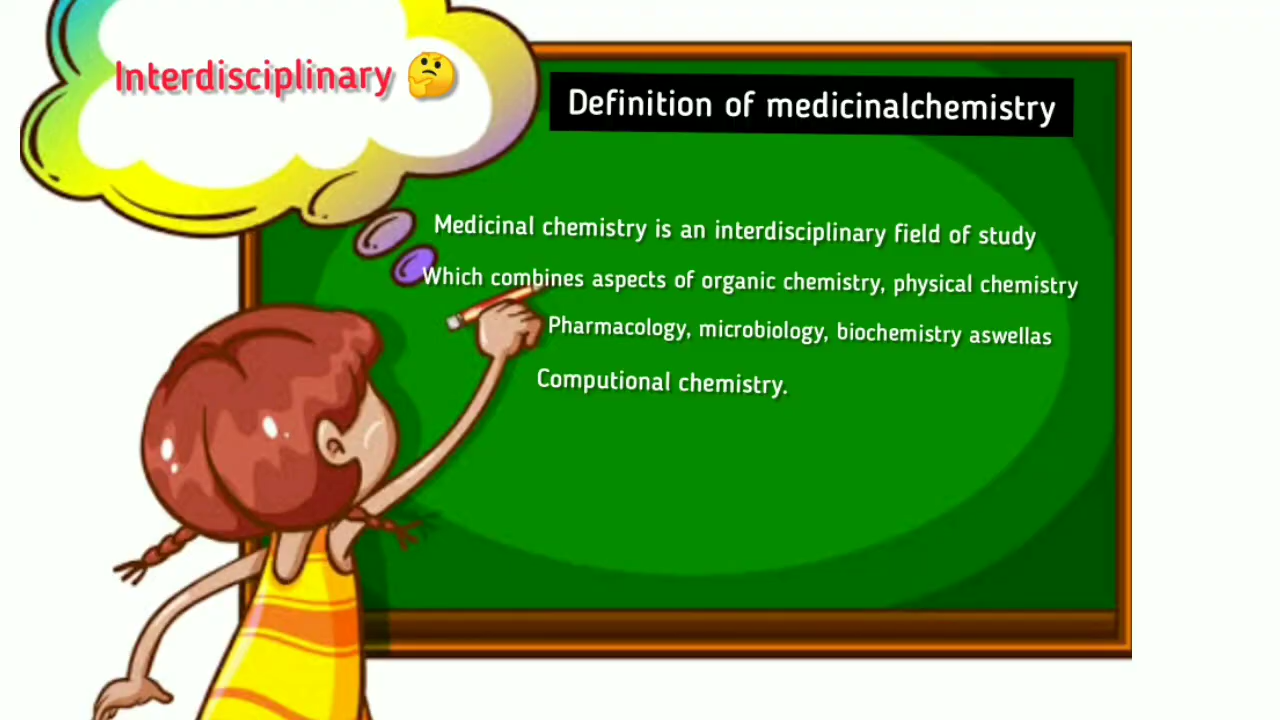 Interdisciplinary 🤔
Definition of medicinalchemistry
Medicinal chemistry is an interdisciplinary field of study
Which combines aspects of organic chemistry, physical chemistry
Pharmacology, microbiology, biochemistry aswellas
Computional chemistry.